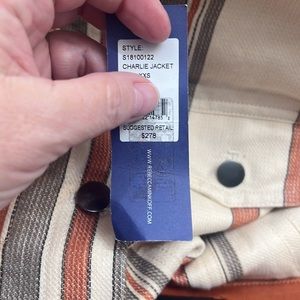 STYLE:
S18100122
CHARLIE JACKET
XXS
SUGGESTED RETAIL:
$278
WWW.REBECCAMINKOFF.COM